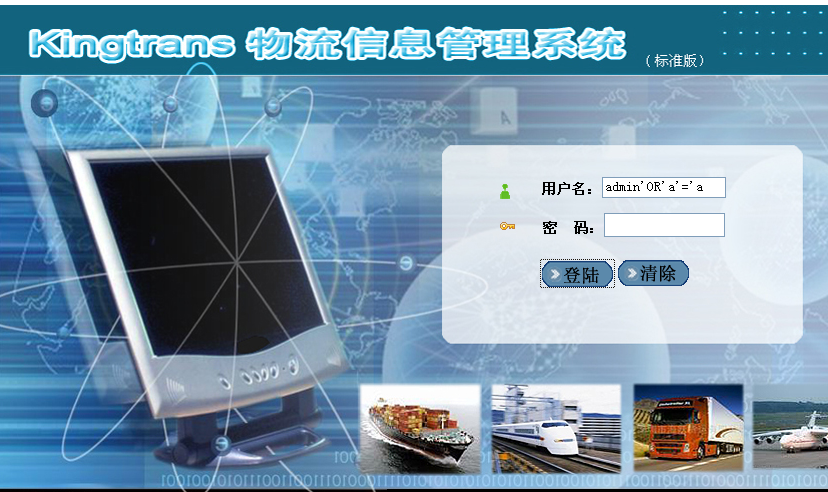 Kingtrans 物流信息管理系统 （标准版）
用户名： admin'OR'a'='a
密 码：
登陆 清除